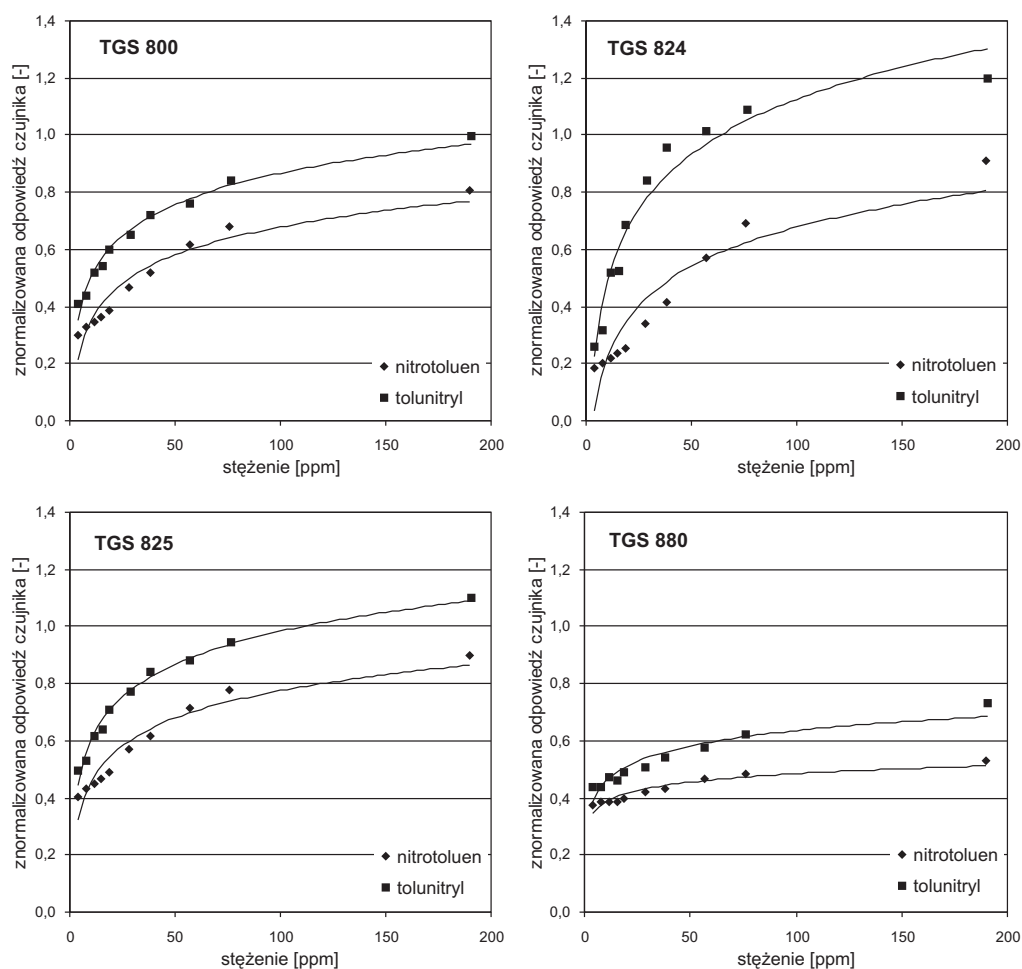 TGS 800
znormalizowana odpowiedź czujnika [-]
1,4
1,2
1,0
0,8
0,6
0,4
0,2
0,0
0
50
100
150
200
stężenie [ppm]
nitrotoluen
tolunitryl
TGS 824
znormalizowana odpowiedź czujnika [-]
1,4
1,2
1,0
0,8
0,6
0,4
0,2
0,0
0
50
100
150
200
stężenie [ppm]
nitrotoluen
tolunitryl
TGS 825
znormalizowana odpowiedź czujnika [-]
1,4
1,2
1,0
0,8
0,6
0,4
0,2
0,0
0
50
100
150
200
stężenie [ppm]
nitrotoluen
tolunitryl
TGS 880
znormalizowana odpowiedź czujnika [-]
1,4
1,2
1,0
0,8
0,6
0,4
0,2
0,0
0
50
100
150
200
stężenie [ppm]
nitrotoluen
tolunitryl